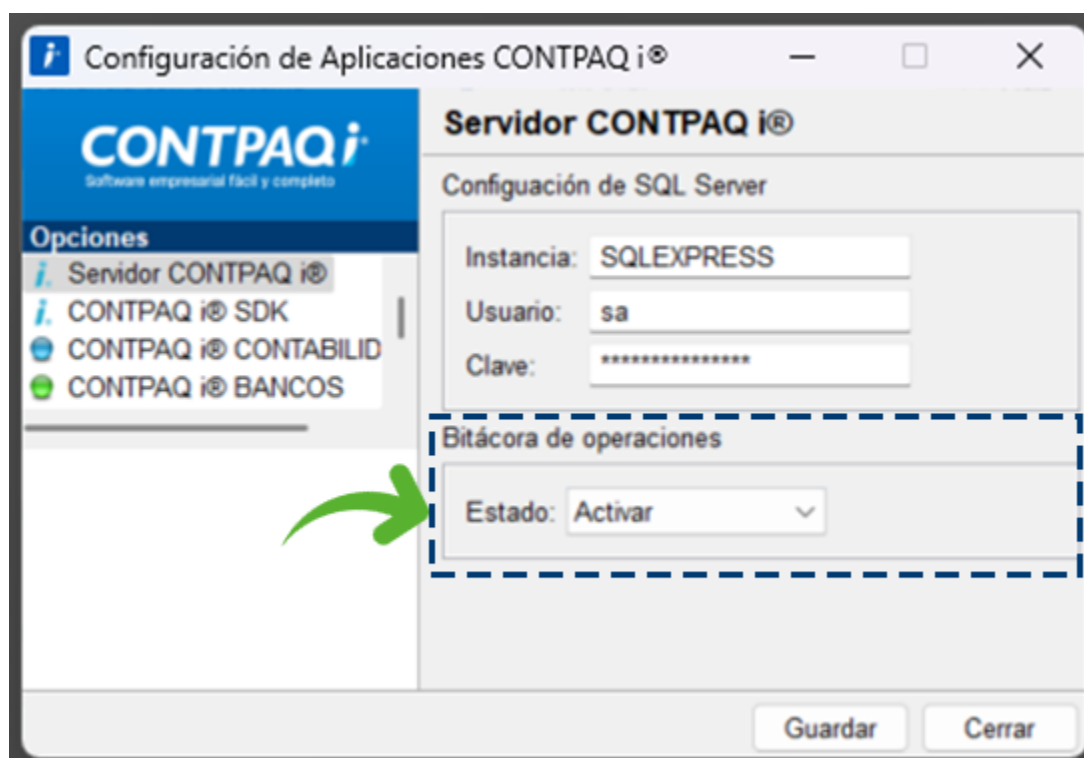 Configuración de Aplicaciones CONTPAQ i®
CONTPAQ i®
Software empresarial fácil y completo
Opciones
Servidor CONTPAQ i®
CONTPAQ i® SDK
CONTPAQ i® CONTABILID
CONTPAQ i® BANCOS
Servidor CONTPAQ i®
Configuación de SQL Server
Instancia: SQLEXPRESS
Usuario: sa
Clave: ***************
Bitácora de operaciones
Estado: Activar
Guardar Cerrar